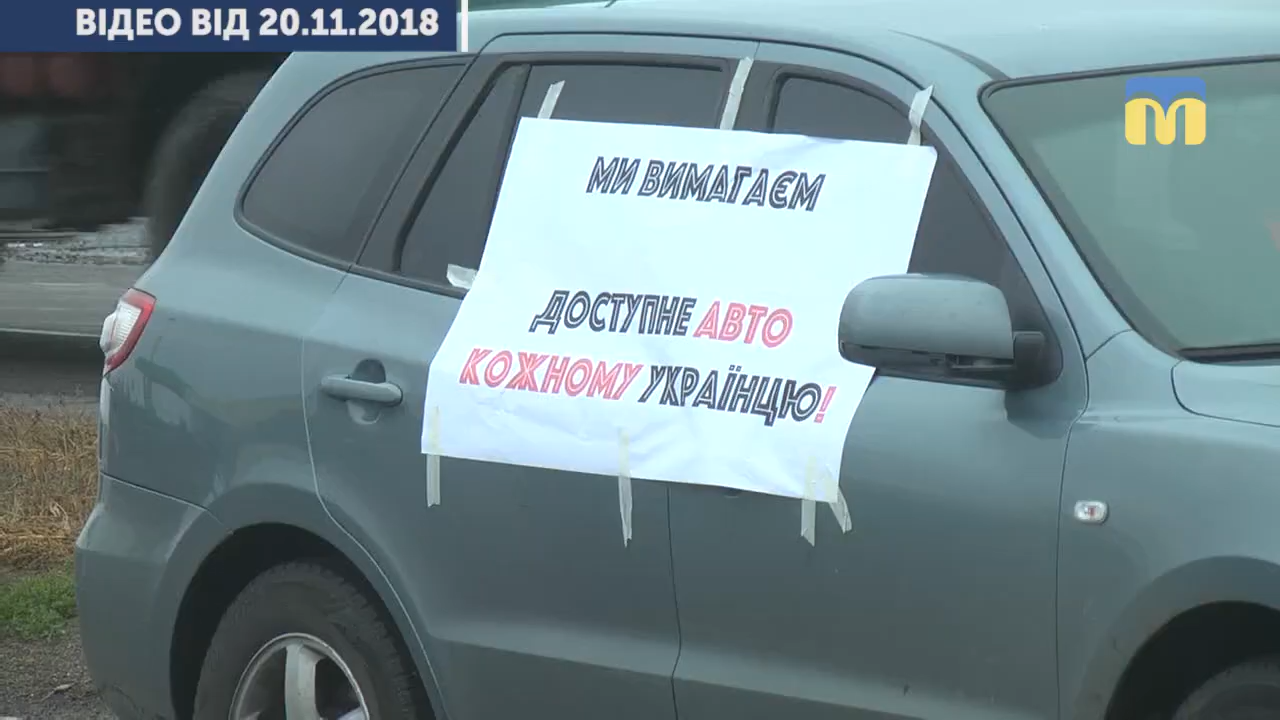 ВІДЕО ВІД 20.11.2018
М
МИ ВИМАГАЄМ
ДОСТУПНЕ АВТО
КОЖНОМУ УКРАЇНЦЮ!